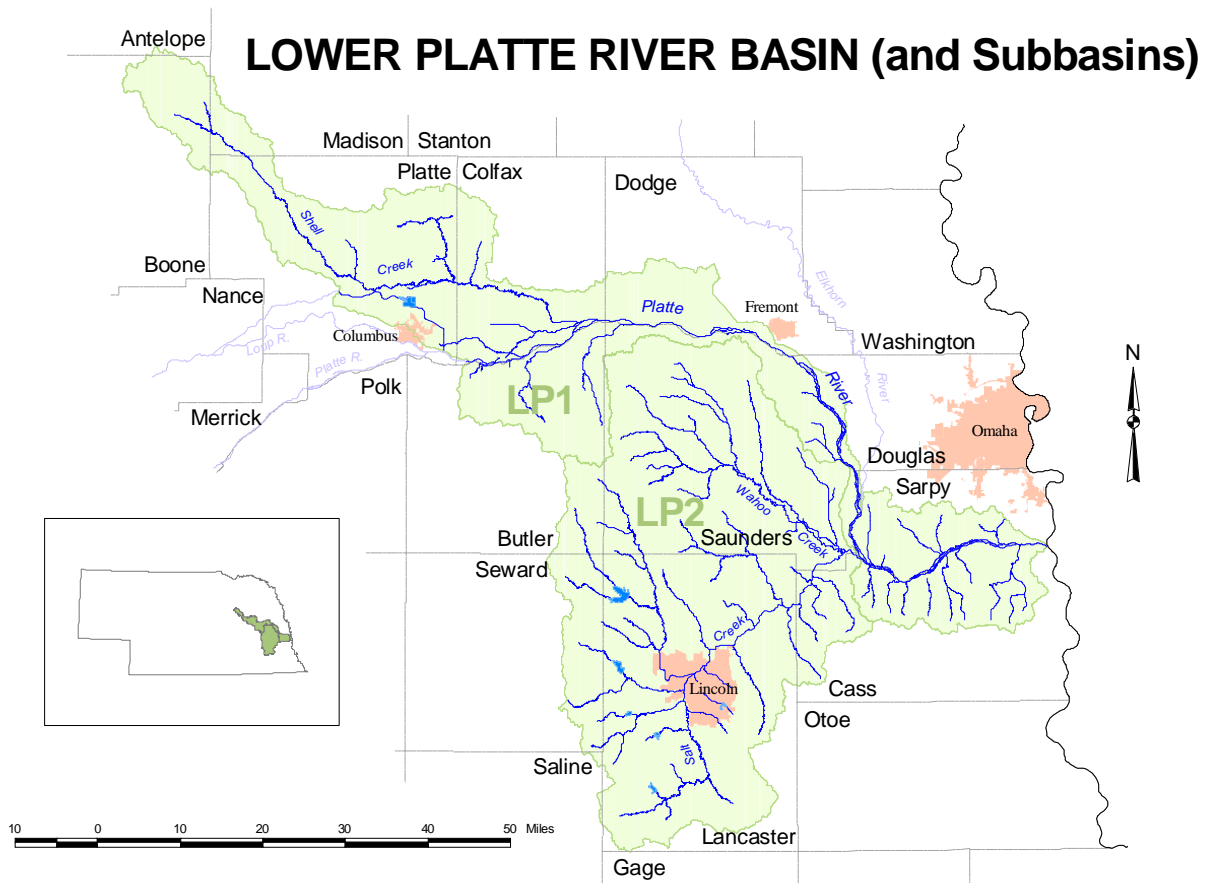 LOWER PLATTE RIVER BASIN (and Subbasins)
Antelope
Madison
Stanton
Platte
Colfax
Dodge
Shell
Creek
Boone
Nance
Elkhorn
River
Platte
River
Fremont
Washington
Columbus
Loup R.
Platte R.
Polk
Merrick
LP1
N
Omaha
Douglas
Sarpy
Wahoo
Creek
LP2
Saunders
Butler
Seward
Creek
Lincoln
Cass
Otoe
Salt
Saline
Lancaster
Gage
10 0 10 20 30 40 50 Miles